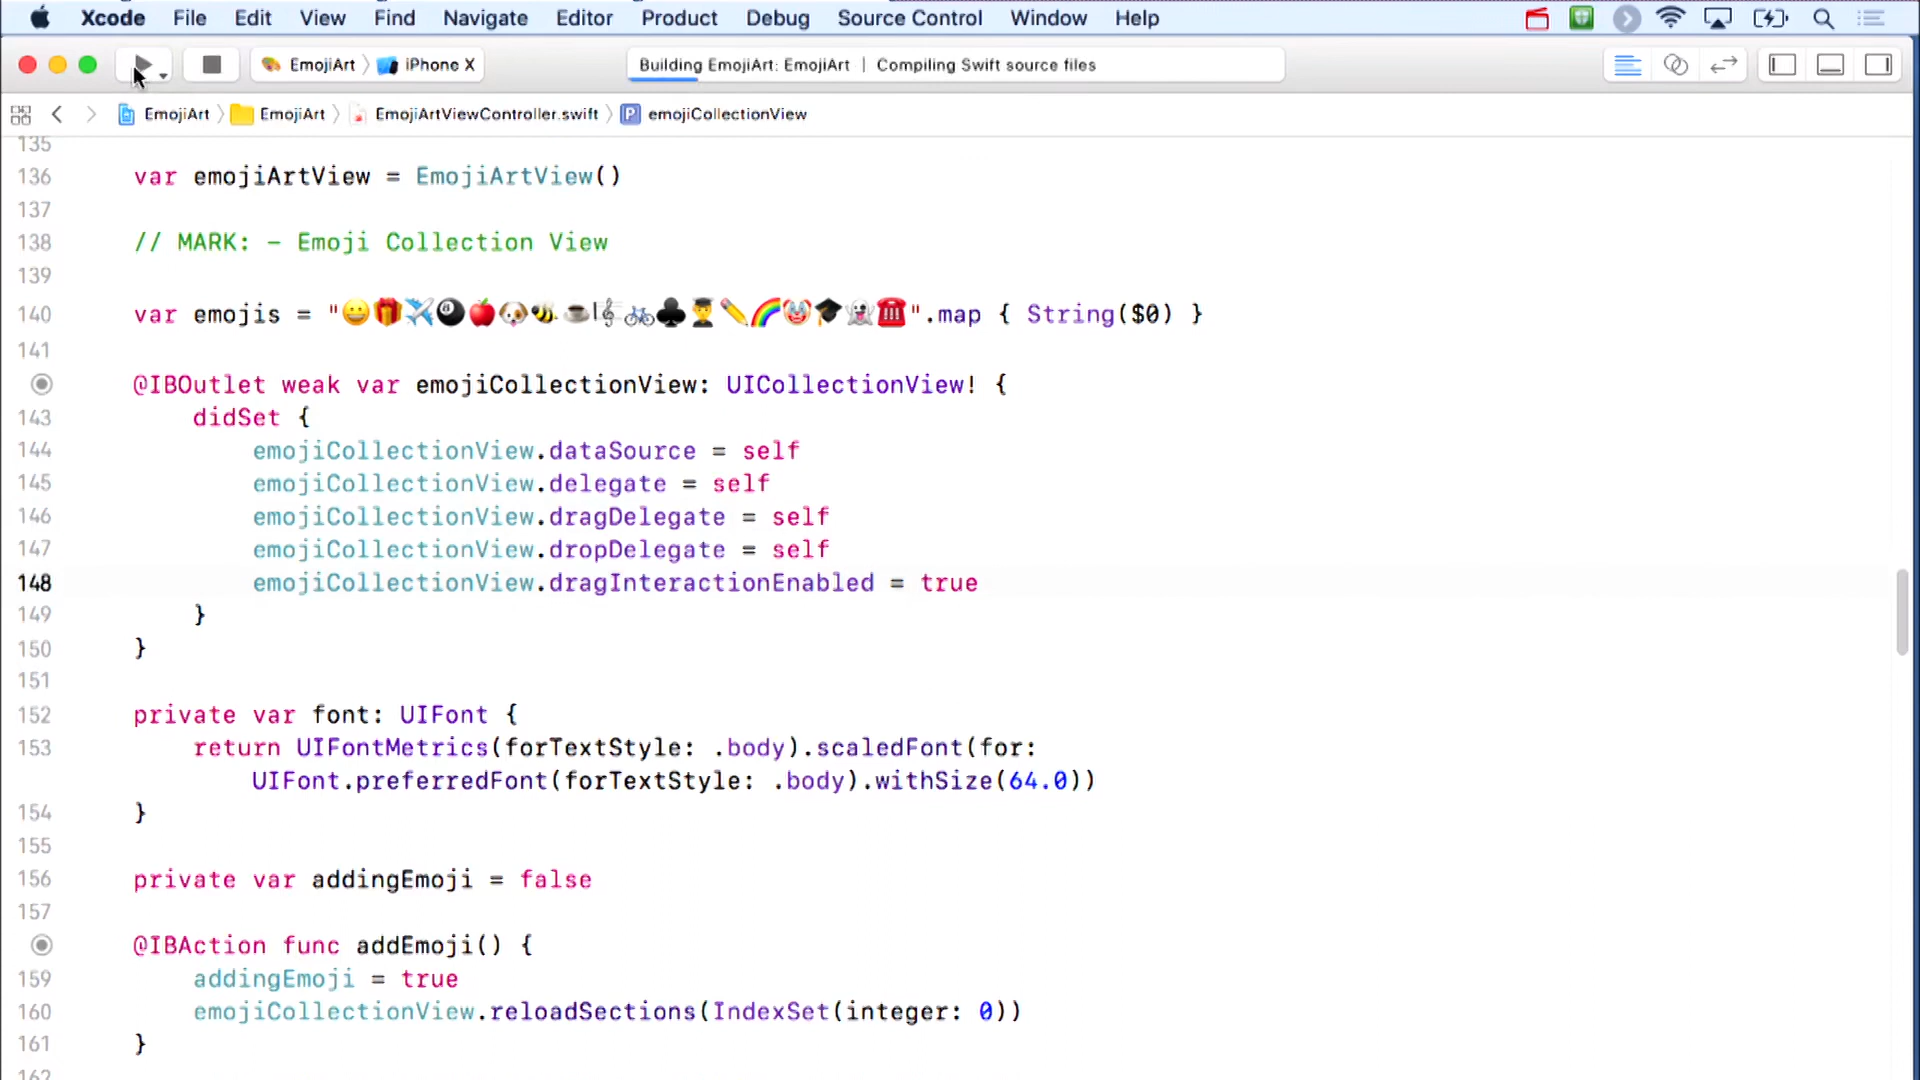 Xcode File Edit View Find Navigate Editor Product Debug Source Control Window Help
EmojiArt iPhone X Building EmojiArt: EmojiArt | Compiling Swift source files
EmojiArt EmojiArt EmojiArtViewController.swift P emojiCollectionView
135
136 var emojiArtView = EmojiArtView()
137
138 // MARK: - Emoji Collection View
139
140 var emojis = "😀🎁✈️🎱🍎🐶🐝☕️🎼🚲♣️👨‍🎓✏️🌈🤡🎓👻☎️".map { String($0) }
141
@IBOutlet weak var emojiCollectionView: UICollectionView! {
143 didSet {
144 emojiCollectionView.dataSource = self
145 emojiCollectionView.delegate = self
146 emojiCollectionView.dragDelegate = self
147 emojiCollectionView.dropDelegate = self
148 emojiCollectionView.dragInteractionEnabled = true
149 }
150 }
151
152 private var font: UIFont {
153 return UIFontMetrics(forTextStyle: .body).scaledFont(for:
UIFont.preferredFont(forTextStyle: .body).withSize(64.0))
154 }
155
156 private var addingEmoji = false
157
@IBAction func addEmoji() {
159 addingEmoji = true
160 emojiCollectionView.reloadSections(IndexSet(integer: 0))
161 }
162